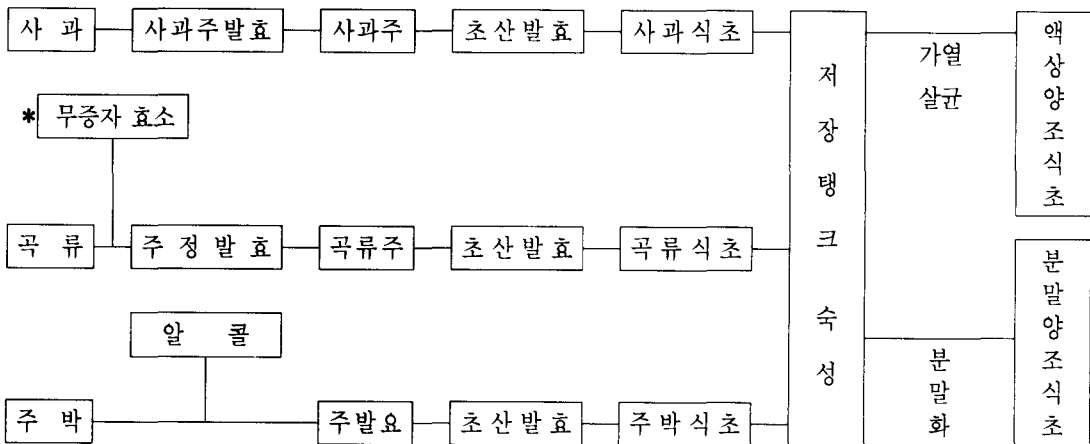 사 과
사과주발효
사과주
초산발효
사과식초
* 무증자 효소
곡 류
주정발효
곡류주
초산발효
곡류식초
알 콜
주 박
주발요
초산발효
주박식초
저장탱크 숙성
가열
살균
분말화
액상양조식초
분말양조식초